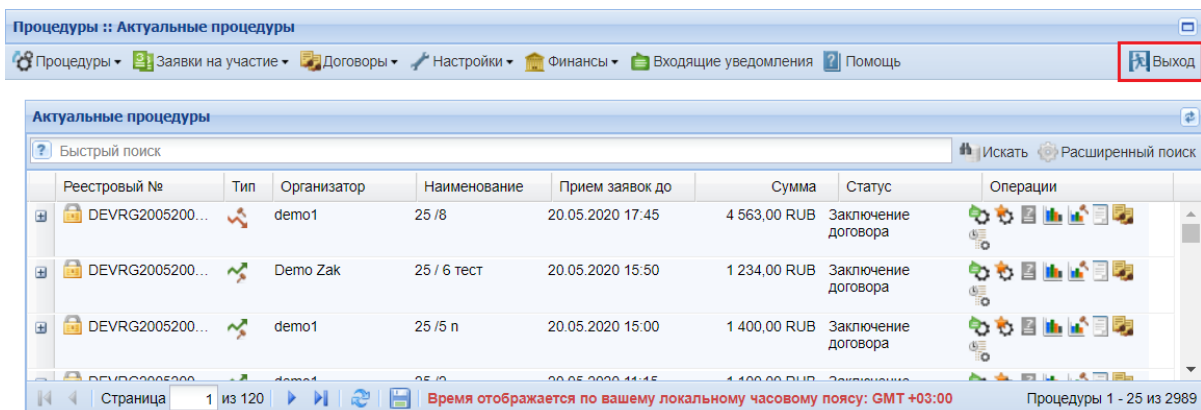 Процедуры :: Актуальные процедуры
Процедуры Заявки на участие Договоры Настройки Финансы Входящие уведомления ? Помощь Выход
Актуальные процедуры
? Быстрый поиск Искать Расширенный поиск
Реестровый № Тип Организатор Наименование Прием заявок до Сумма Статус Операции
DEVRG2005200... demo1 25 /8 20.05.2020 17:45 4 563,00 RUB Заключение
договора
DEVRG2005200... Demo Zak 25 / 6 тест 20.05.2020 15:50 1 234,00 RUB Заключение
договора
DEVRG2005200... demo1 25 /5 п 20.05.2020 15:00 1 400,00 RUB Заключение
договора
Страница 1 из 120 Время отображается по вашему локальному часовому поясу: GMT +03:00 Процедуры 1 - 25 из 2989